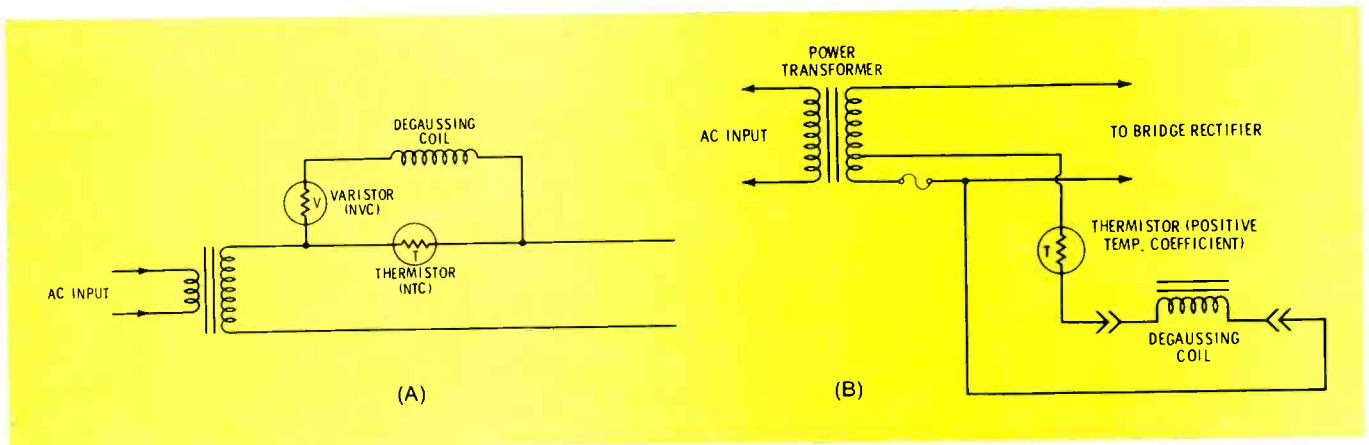 DEGAUSSING
COIL
V
VARISTOR
(NVC)
T
THERMISTOR
(NTC)
AC INPUT
(A)
POWER
TRANSFORMER
AC INPUT
TO BRIDGE RECTIFIER
T
THERMISTOR (POSITIVE
TEMP. COEFFICIENT)
DEGAUSSING
COIL
(B)